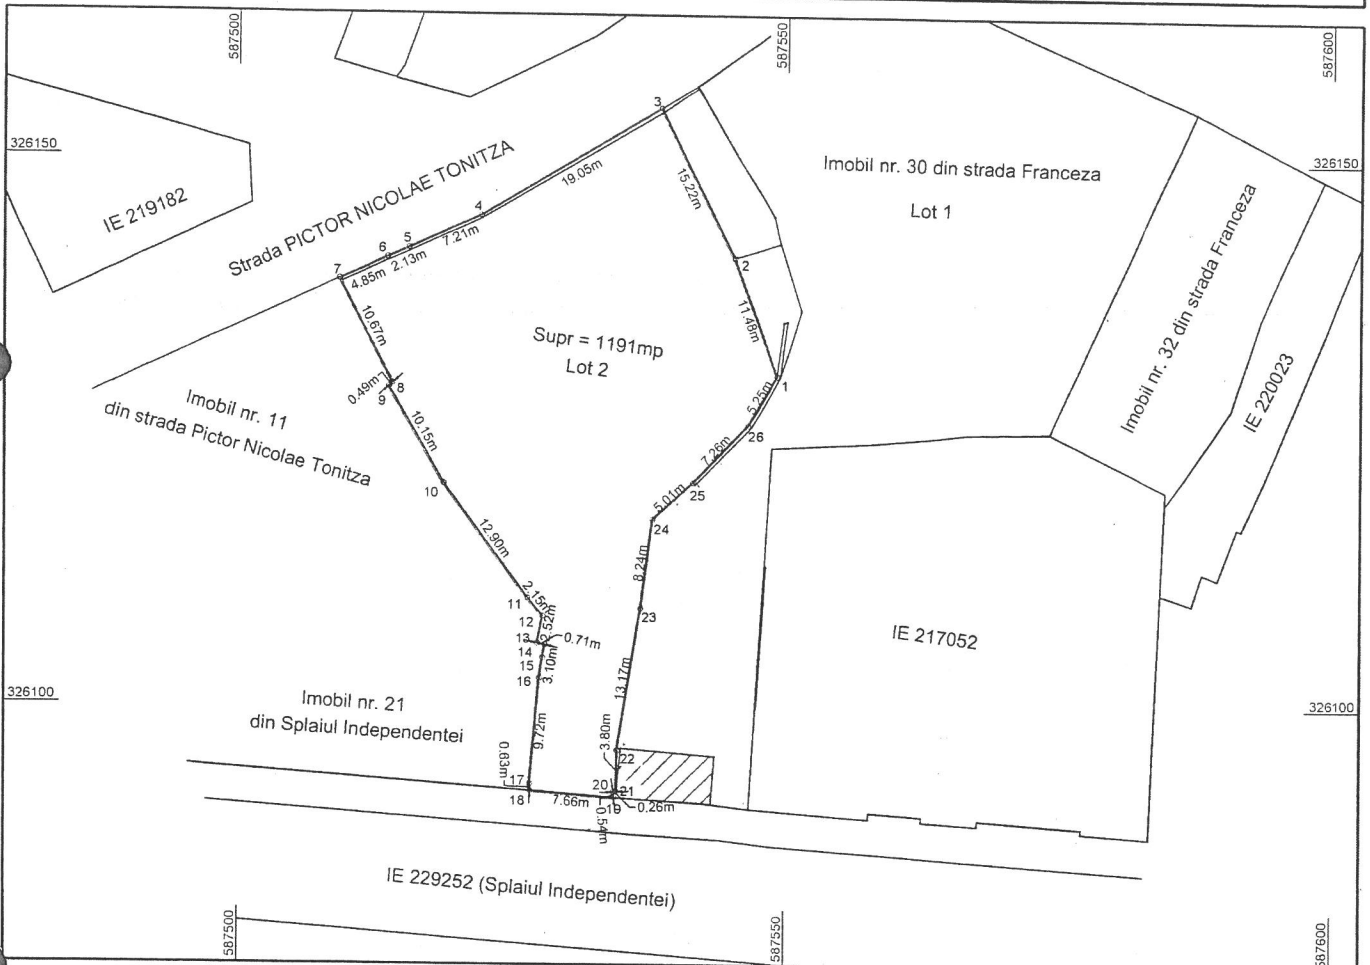 587500
587550
587600
326150
326150
3
19.05m
15.22m
Imobil nr. 30 din strada Franceza
Lot 1
IE 219182
Strada PICTOR NICOLAE TONITZA
4
7.21m
5
2.13m
6
4.85m
7
2
11.48m
10.67m
Supr = 1191mp
Lot 2
Imobil nr. 32 din strada Franceza
IE 220023
0.49m
8
9
1
5.25m
26
Imobil nr. 11
din strada Pictor Nicolae Tonitza
10.15m
7.26m
25
10
5.01m
24
12.90m
8.24m
2.15m
11
12
2.52m
13
0.71m
14
15
3.10m
16
23
IE 217052
13.17m
326100
326100
Imobil nr. 21
din Splaiul Independentei
9.72m
3.80m
22
0.63m
17
18
7.66m
20
21
19
0.26m
0.54m
IE 229252 (Splaiul Independentei)
587500
587550
587600